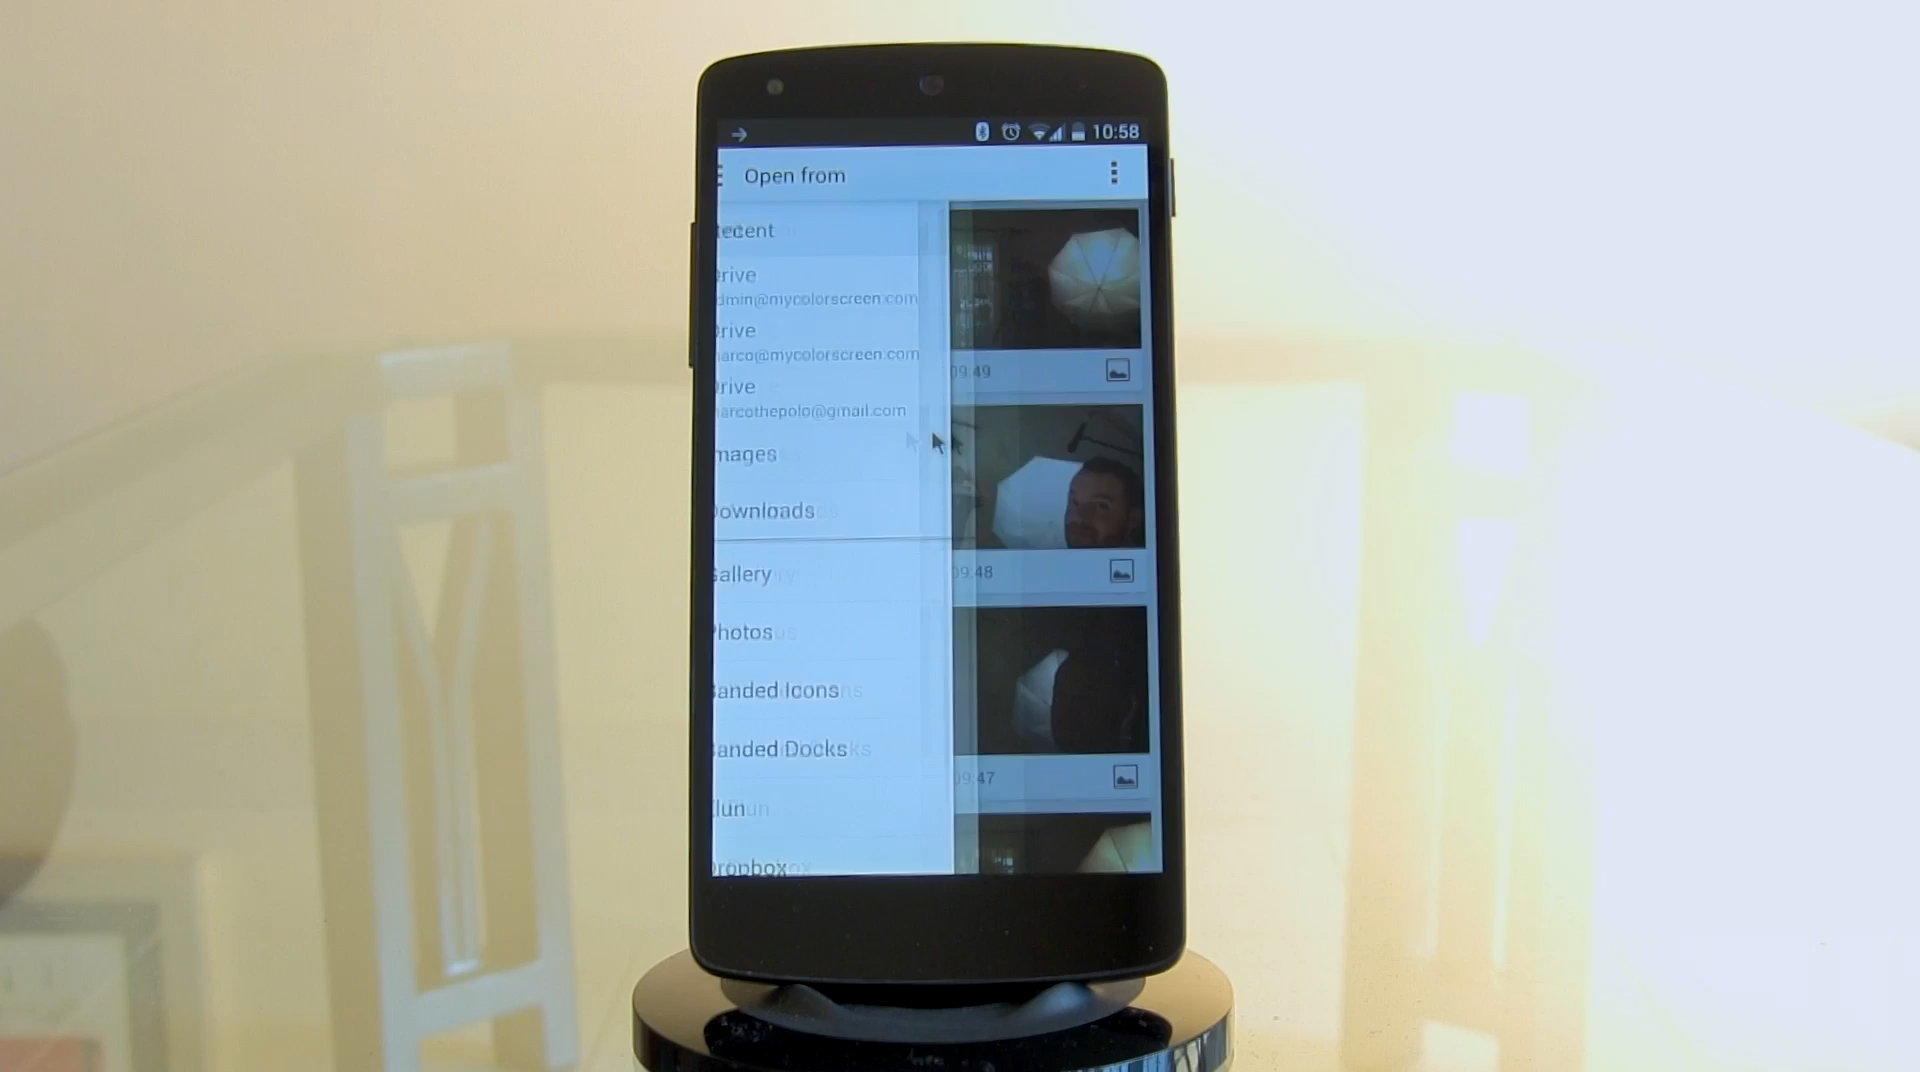 10:58
Open from
ecent
rive
dmin@mycolorscreen.com
rive
arco@mycolorscreen.com
rive
arcothepolo@gmail.com
mages
ownloads
allery
hotos
anded Icons
anded Docks
lun
ropbox
09:49
09:48
09:47